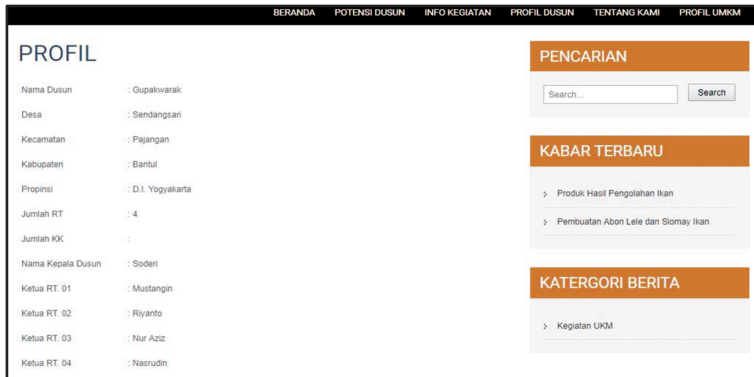 BERANDA POTENSI DUSUN INFO KEGIATAN PROFIL DUSUN TENTANG KAMI PROFIL UMKM
PROFIL
Nama Dusun : Gupakwarak
Desa : Sendangsari
Kecamatan : Pajangan
Kabupaten : Bantul
Propinsi : D.I. Yogyakarta
Jumlah RT : 4
Jumlah KK :
Nama Kepala Dusun : Soderi
Ketua RT. 01 : Mustangin
Ketua RT. 02 : Riyanto
Ketua RT. 03 : Nur Aziz
Ketua RT. 04 : Nasrudin
PENCARIAN
Search... Search
KABAR TERBARU
Produk Hasil Pengolahan Ikan
Pembuatan Abon Lele dan Siomay Ikan
KATERGORI BERITA
Kegiatan UKM